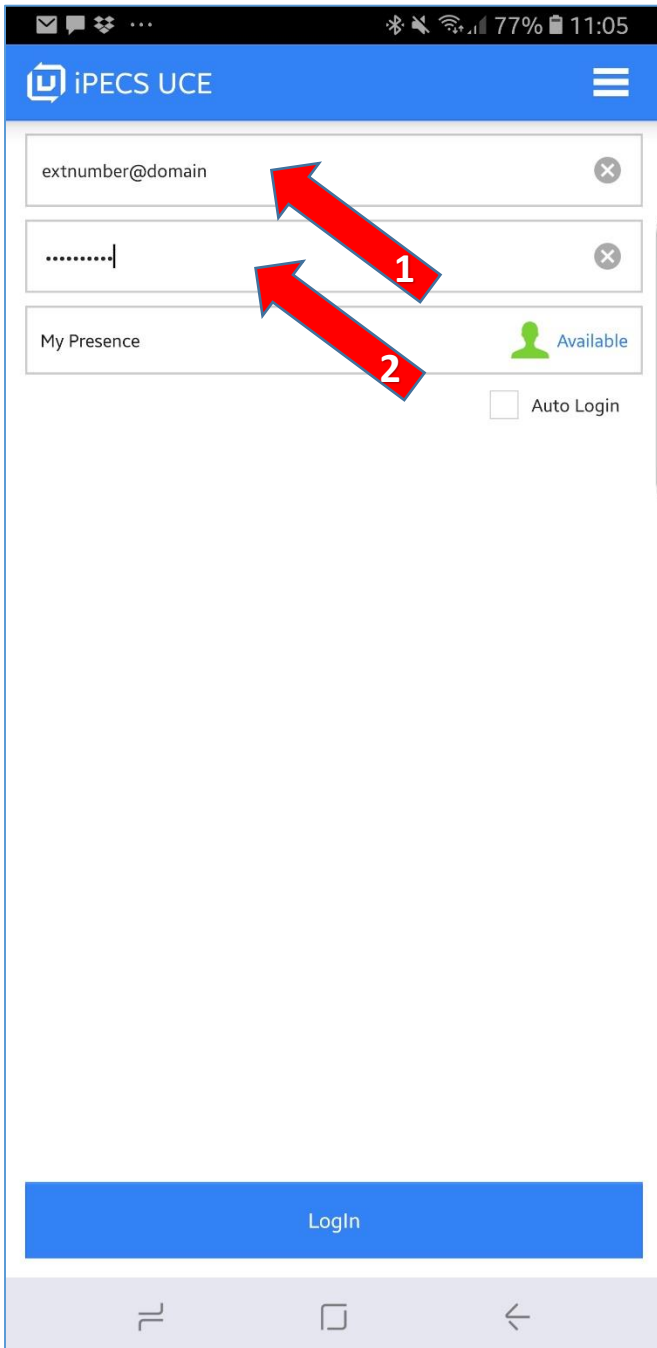 77% 11:05
iPECS UCE
extnumber@domain
1
••••••••••
My Presence Available
2
Auto Login
LogIn